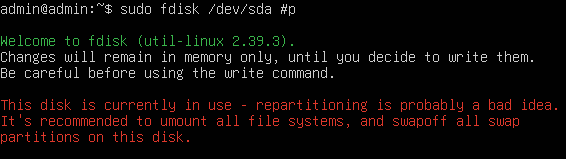 admin@admin:~$ sudo fdisk /dev/sda #p
Welcome to fdisk (util-linux 2.39.3).
Changes will remain in memory only, until you decide to write them.
Be careful before using the write command.
This disk is currently in use - repartitioning is probably a bad idea.
It's recommended to umount all file systems, and swapoff all swap
partitions on this disk.